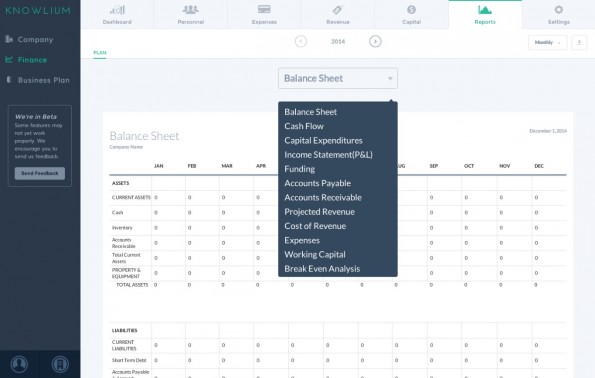 KNOWLIUM
Company
Finance
Business Plan
We're in Beta
Some features may
not yet work
properly. We
encourage you to
send us feedback.
Send Feedback
Dashboard
Personnel
Expenses
Revenue
Capital
Reports
Settings
2014
Monthly
PLAN
Balance Sheet
Balance Sheet
Cash Flow
Capital Expenditures
Income Statement(P&L)
Funding
Accounts Payable
Accounts Receivable
Projected Revenue
Cost of Revenue
Expenses
Working Capital
Break Even Analysis
Balance Sheet
December 1, 2014
Company Name
JAN FEB MAR APR AUG SEP OCT NOV DEC
ASSETS
CURRENT ASSETS 0 0 0 0 0 0 0 0 0
Cash 0 0 0 0 0 0 0 0 0
Inventory 0 0 0 0 0 0 0 0 0
Accounts
Receivable 0 0 0 0 0 0 0 0 0
Total Current
Assets 0 0 0 0 0 0 0 0 0
PROPERTY &
EQUIPMENT 0 0 0 0 0 0 0 0 0
TOTAL ASSETS 0 0 0 0 0 0 0 0 0 0 0 0
LIABILITIES
CURRENT
LIABILITIES 0 0 0 0 0 0 0 0 0 0 0 0
Short Term Debt 0 0 0 0 0 0 0 0 0 0 0 0
Accounts Payable 0 0 0 0 0 0 0 0 0 0 0 0